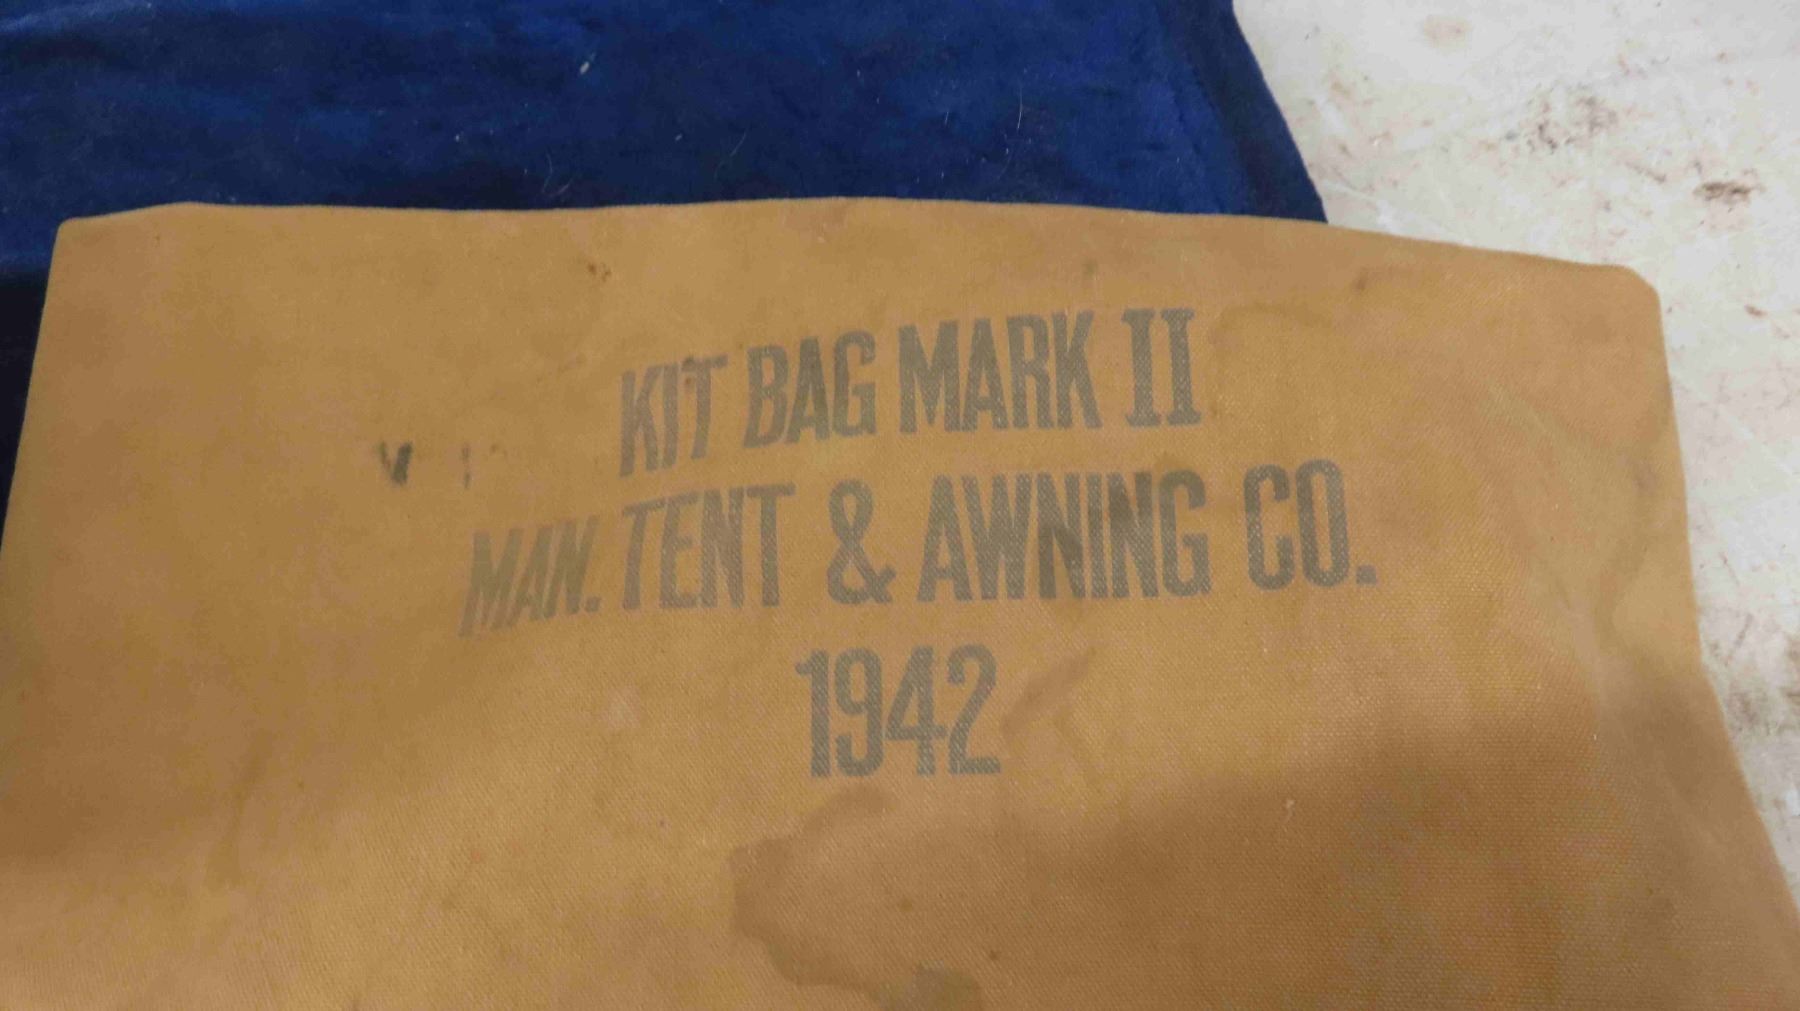 KIT BAG MARK II
MAN. TENT & AWNING CO.
1942